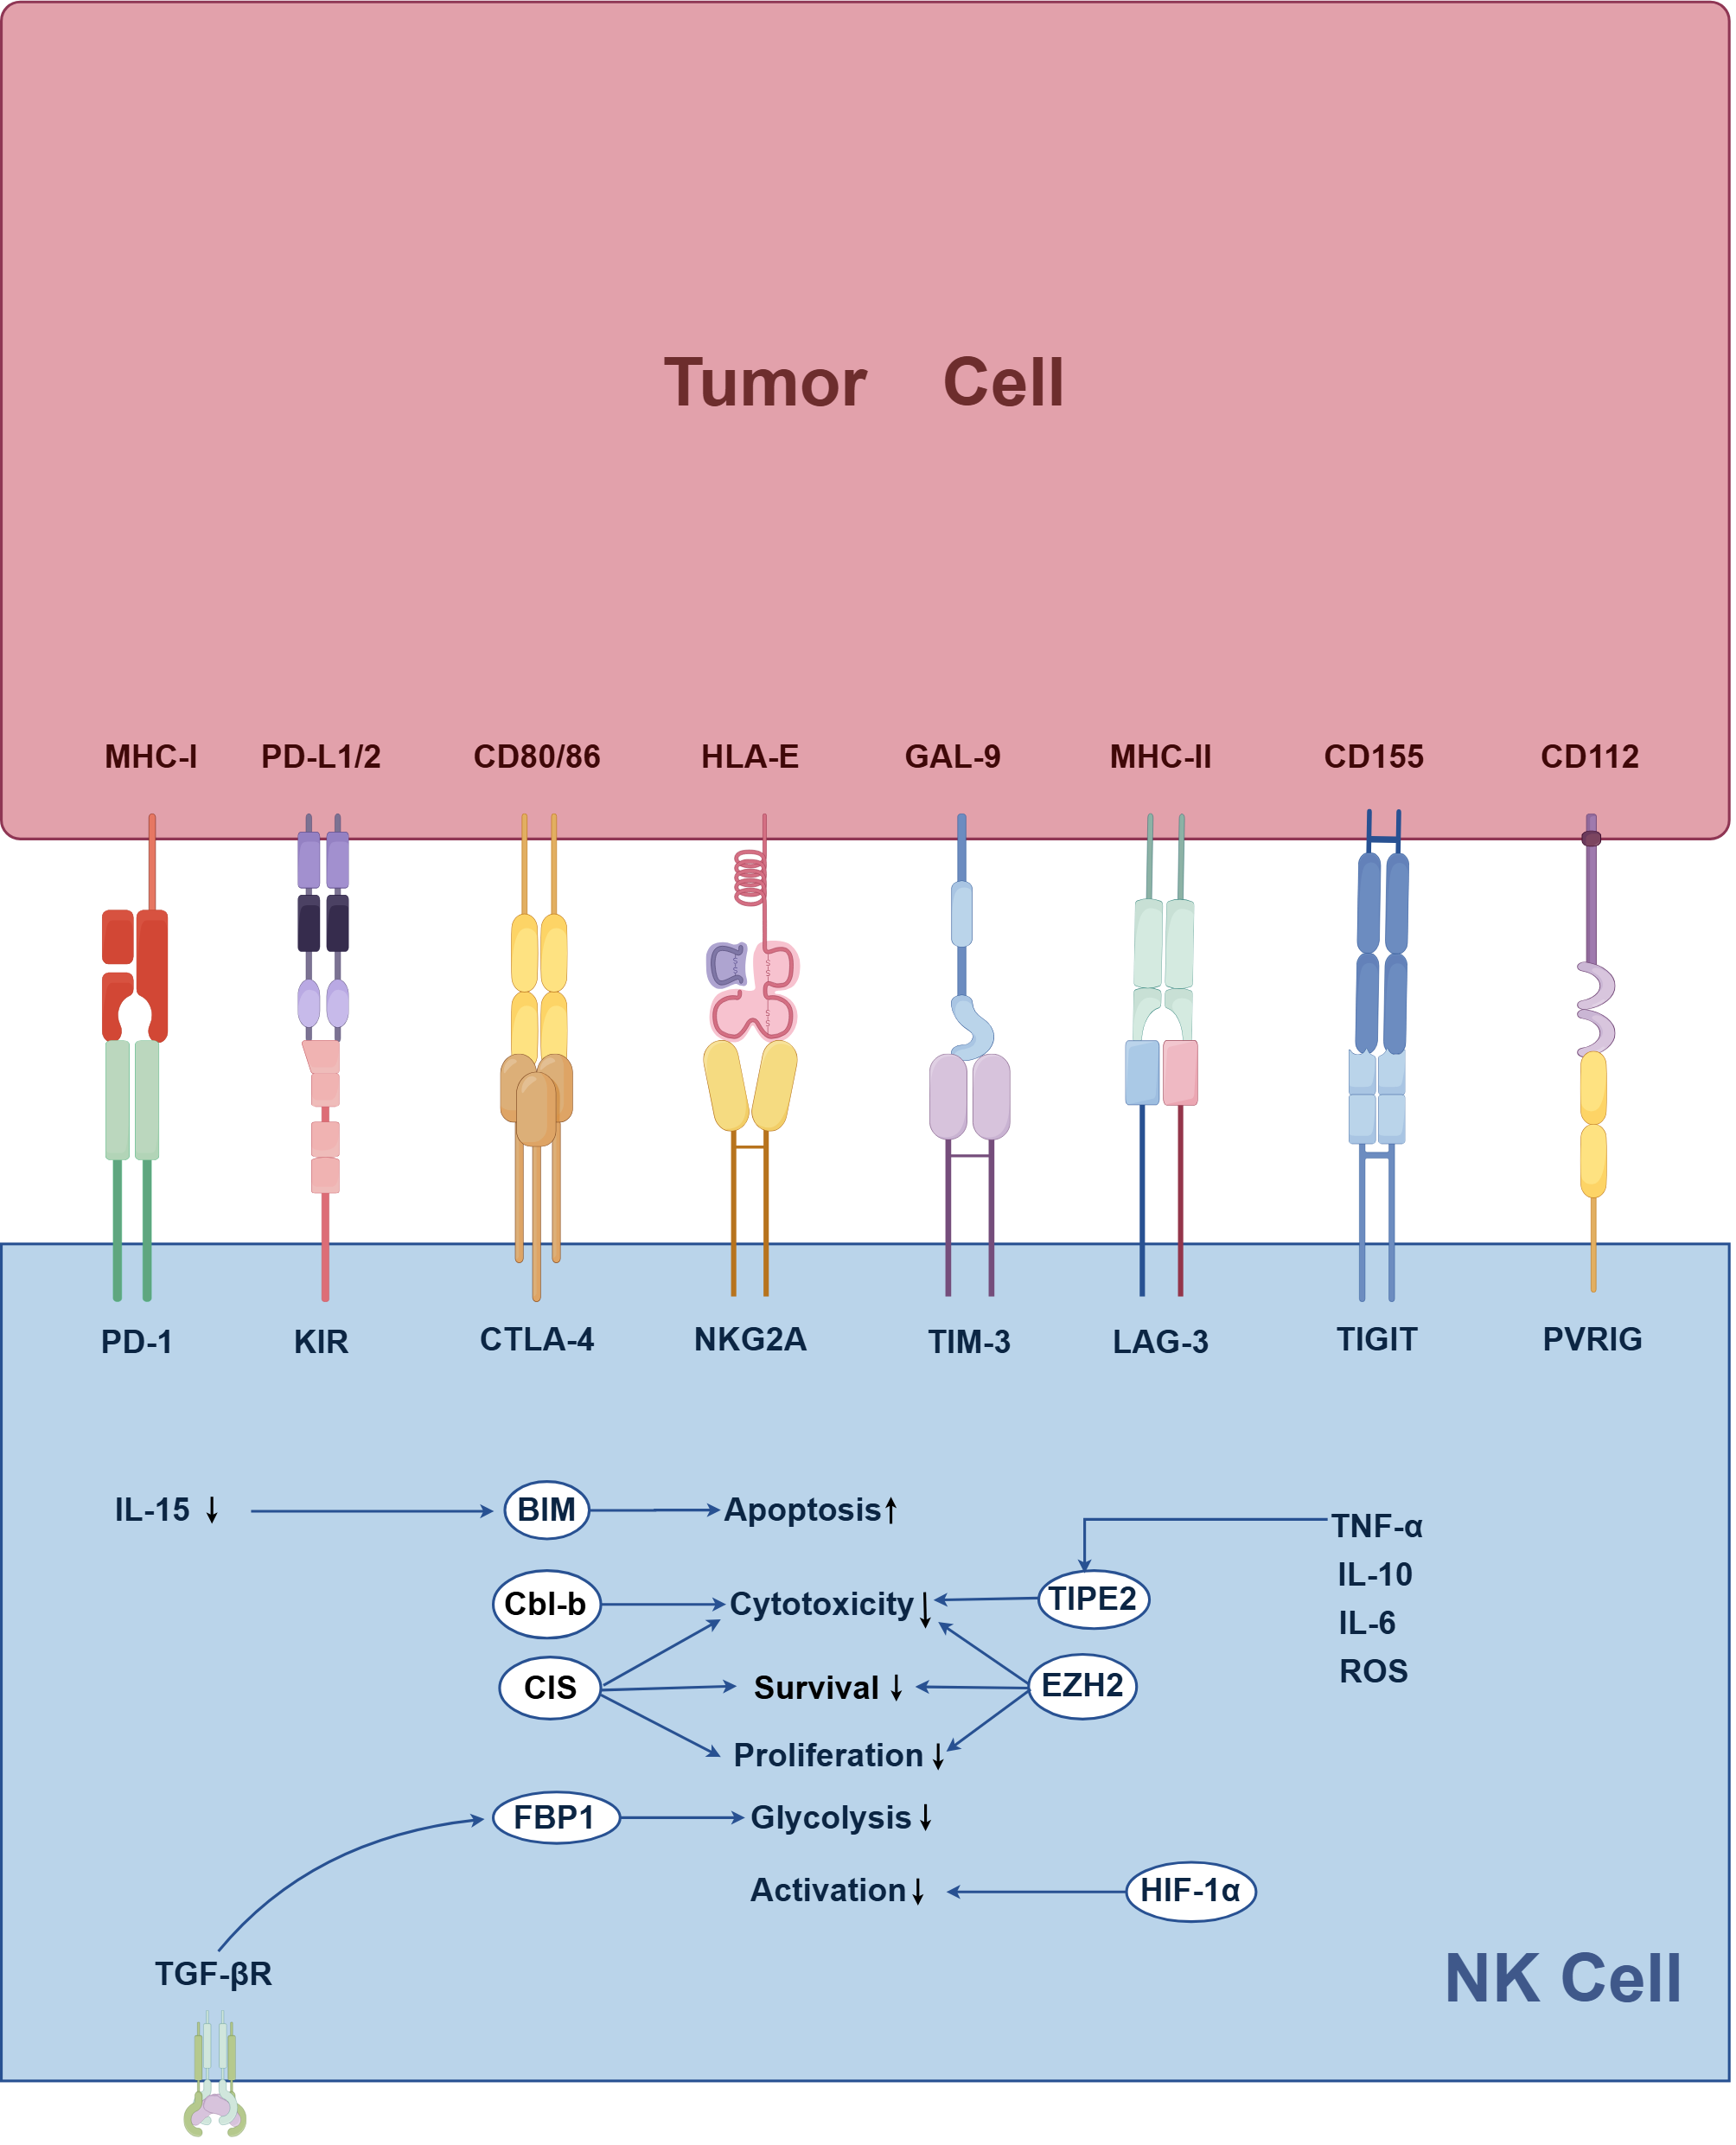 Tumor Cell
MHC-I PD-L1/2 CD80/86 HLA-E GAL-9 MHC-II CD155 CD112
PD-1 KIR CTLA-4 NKG2A TIM-3 LAG-3 TIGIT PVRIG
IL-15 ↓ BIM Apoptosis↑
TNF-α
Cbl-b Cytotoxicity↓ TIPE2
IL-10
IL-6
CIS Survival ↓ EZH2
ROS
Proliferation ↓
FBP1 Glycolysis ↓
Activation↓ HIF-1α
TGF-βR
NK Cell